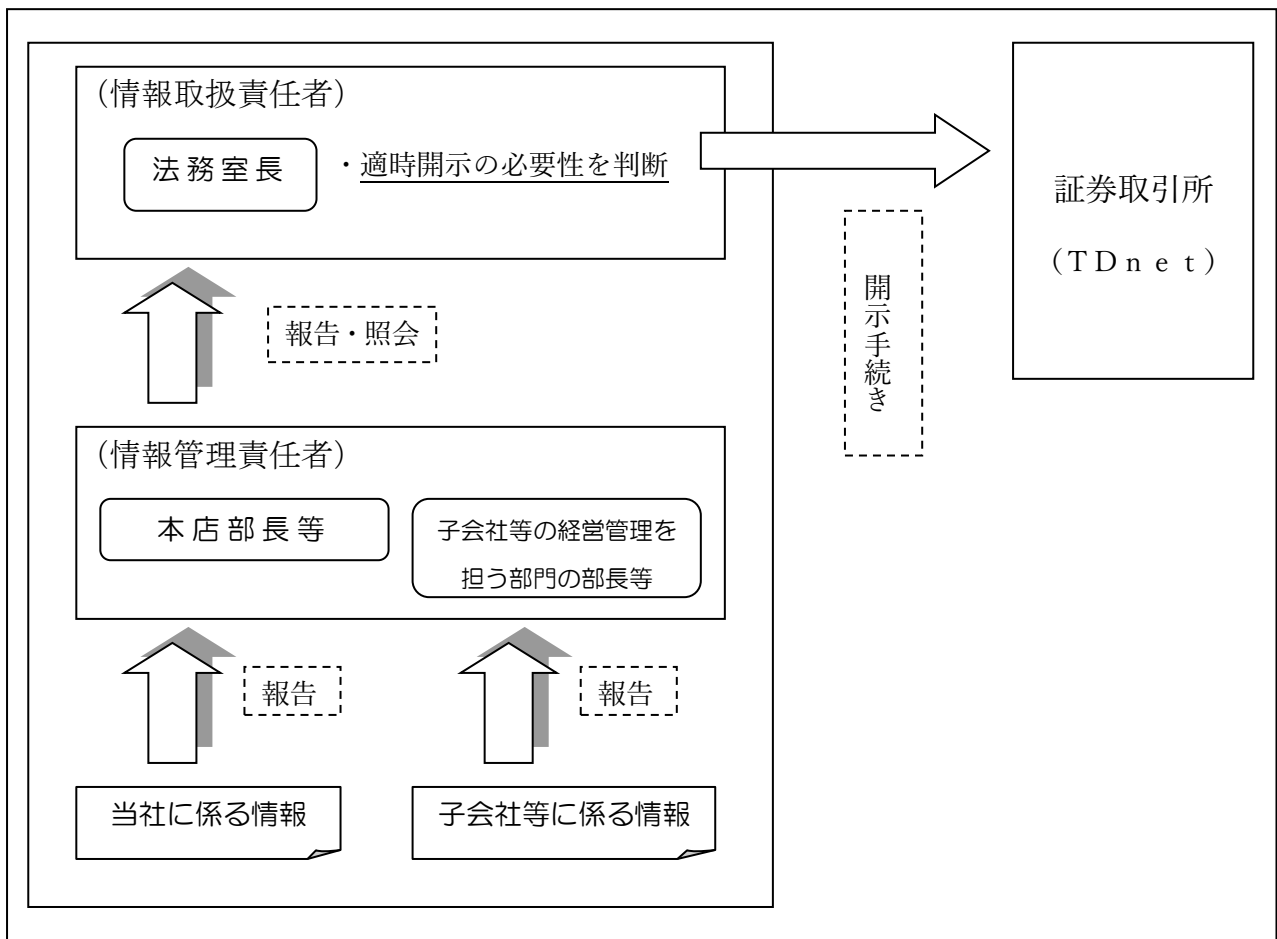 （情報取扱責任者）
法務室長
・適時開示の必要性を判断
証券取引所
（ＴＤｎｅｔ）
開示手続き
報告・照会
（情報管理責任者）
本店部長等
子会社等の経営管理を
担う部門の部長等
報告
報告
当社に係る情報
子会社等に係る情報